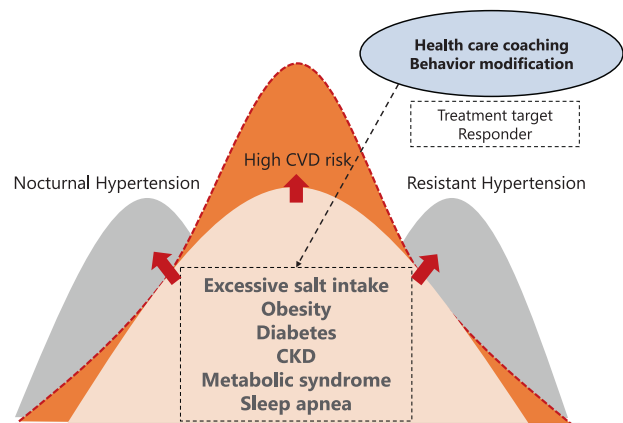 Health care coaching
Behavior modification
Treatment target
Responder
High CVD risk
Nocturnal Hypertension
Resistant Hypertension
Excessive salt intake
Obesity
Diabetes
CKD
Metabolic syndrome
Sleep apnea